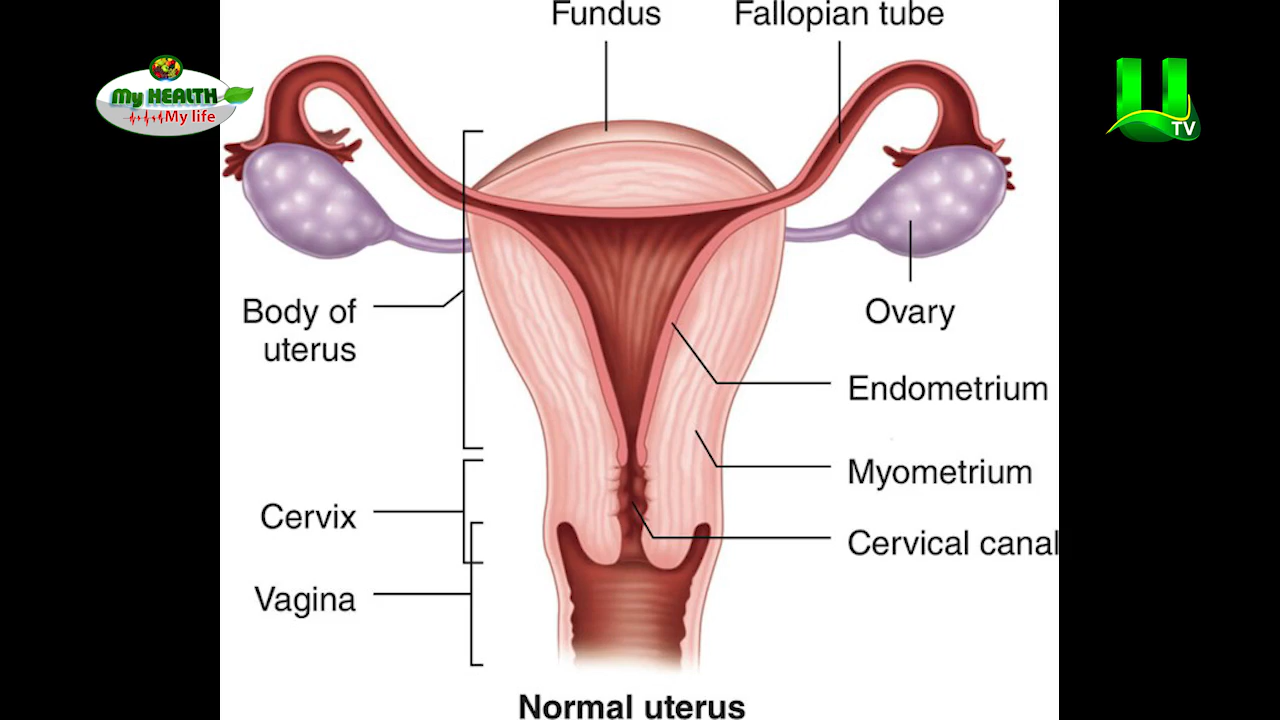 Fundus
Fallopian tube
My HEALTH
My life
U
TV
Body of
uterus
Ovary
Endometrium
Myometrium
Cervix
Cervical canal
Vagina
Normal uterus